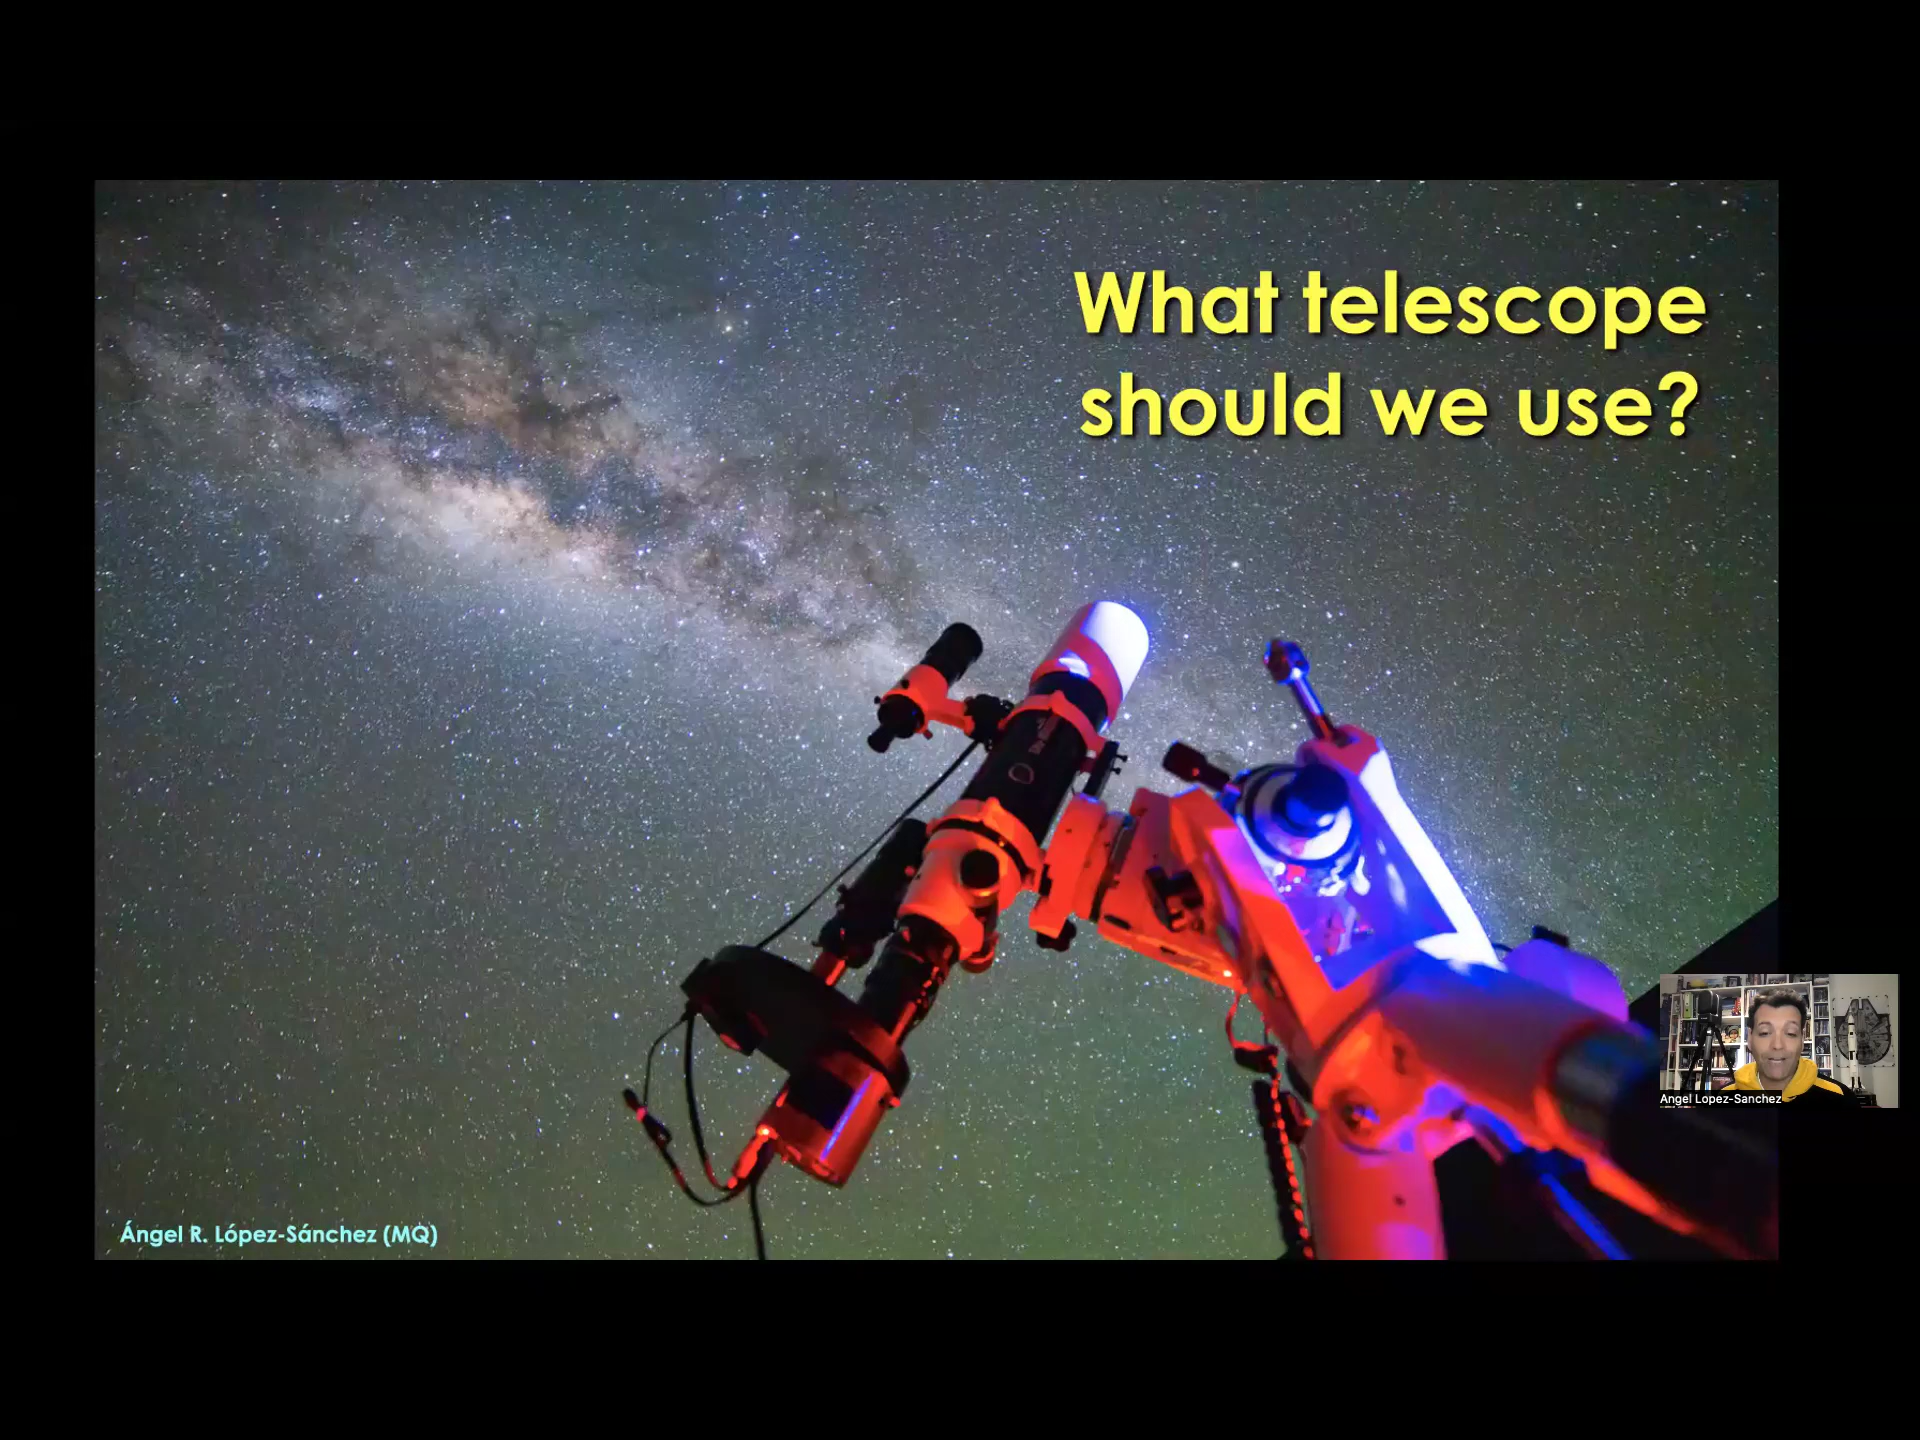 What telescope
should we use?
Ángel R. López-Sánchez (MQ)
Angel Lopez-Sanchez